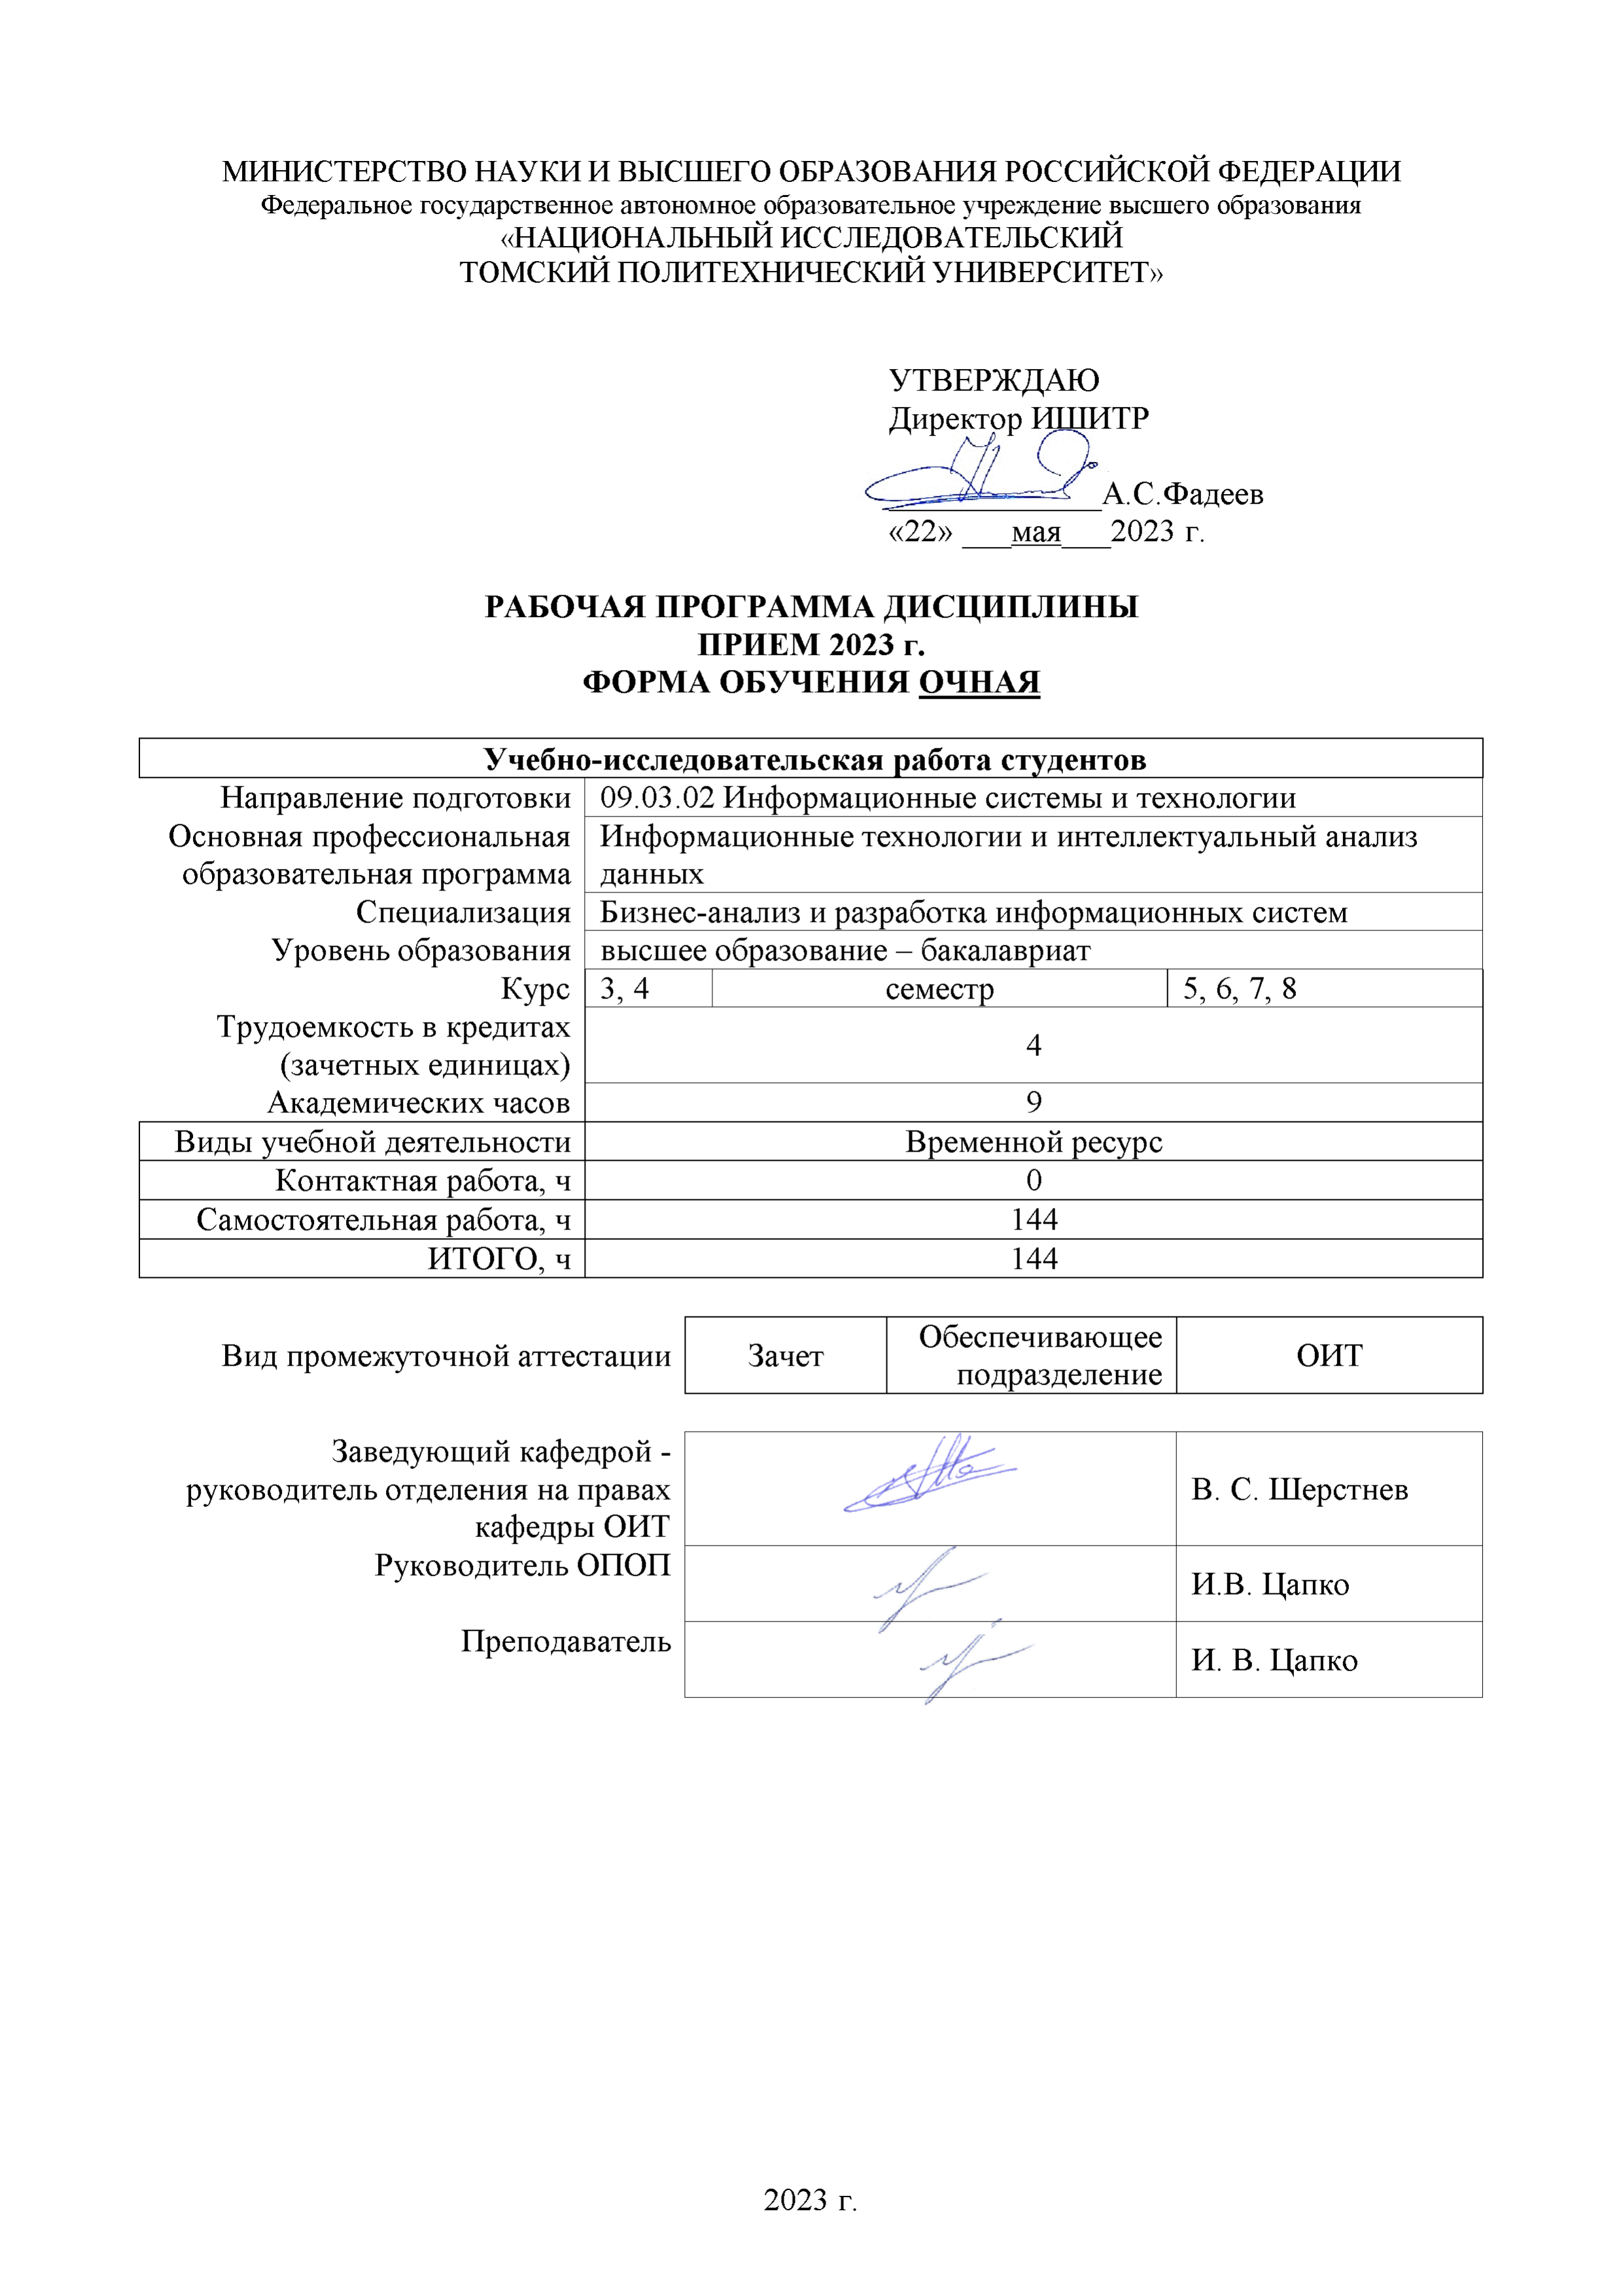 МИНИСТЕРСТВО НАУКИ И ВЫСШЕГО ОБРАЗОВАНИЯ РОССИЙСКОЙ ФЕДЕРАЦИИ
Федеральное государственное автономное образовательное учреждение высшего образования
«НАЦИОНАЛЬНЫЙ ИССЛЕДОВАТЕЛЬСКИЙ
ТОМСКИЙ ПОЛИТЕХНИЧЕСКИЙ УНИВЕРСИТЕТ»
УТВЕРЖДАЮ
Директор ИШИТР
_____________А.С.Фадеев
«22» ___мая___2023 г.
РАБОЧАЯ ПРОГРАММА ДИСЦИПЛИНЫ
ПРИЕМ 2023 г.
ФОРМА ОБУЧЕНИЯ ОЧНАЯ
Учебно-исследовательская работа студентов
Направление подготовки 09.03.02 Информационные системы и технологии
Основная профессиональная Информационные технологии и интеллектуальный анализ
образовательная программа данных
Специализация Бизнес-анализ и разработка информационных систем
Уровень образования высшее образование – бакалавриат
Курс 3, 4 семестр 5, 6, 7, 8
Трудоемкость в кредитах
(зачетных единицах) 4
Академических часов 9
Виды учебной деятельности Временной ресурс
Контактная работа, ч 0
Самостоятельная работа, ч 144
ИТОГО, ч 144
Вид промежуточной аттестации Зачет Обеспечивающее
подразделение ОИТ
Заведующий кафедрой -
руководитель отделения на правах В. С. Шерстнев
кафедры ОИТ
Руководитель ОПОП И.В. Цапко
Преподаватель И. В. Цапко
2023 г.